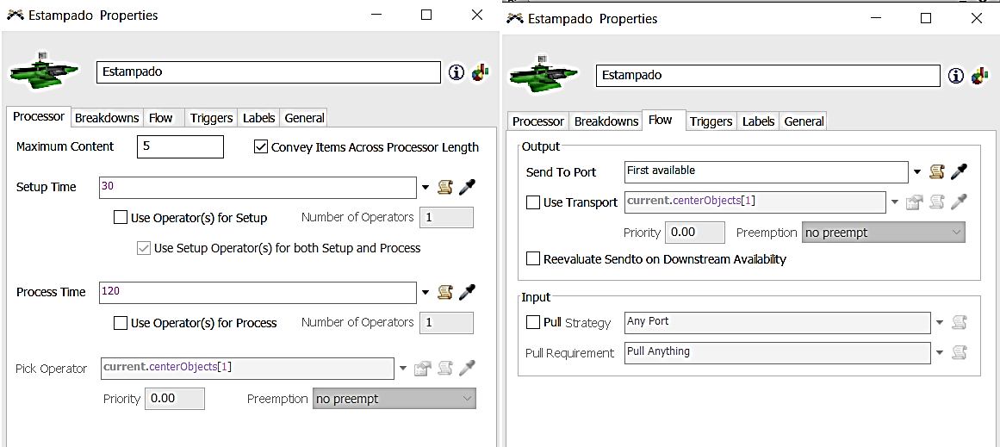 Estampado Properties
Estampado
Processor Breakdowns Flow Triggers Labels General
Maximum Content 5 Convey Items Across Processor Length
Setup Time 30
Use Operator(s) for Setup Number of Operators 1
Use Setup Operator(s) for both Setup and Process
Process Time 120
Use Operator(s) for Process Number of Operators 1
Pick Operator current.centerObjects[1]
Priority 0.00 Preemption no preempt
Estampado Properties
Estampado
Processor Breakdowns Flow Triggers Labels General
Output
Send To Port First available
Use Transport current.centerObjects[1]
Priority 0.00 Preemption no preempt
Reevaluate Sendto on Downstream Availability
Input
Pull Strategy Any Port
Pull Requirement Pull Anything